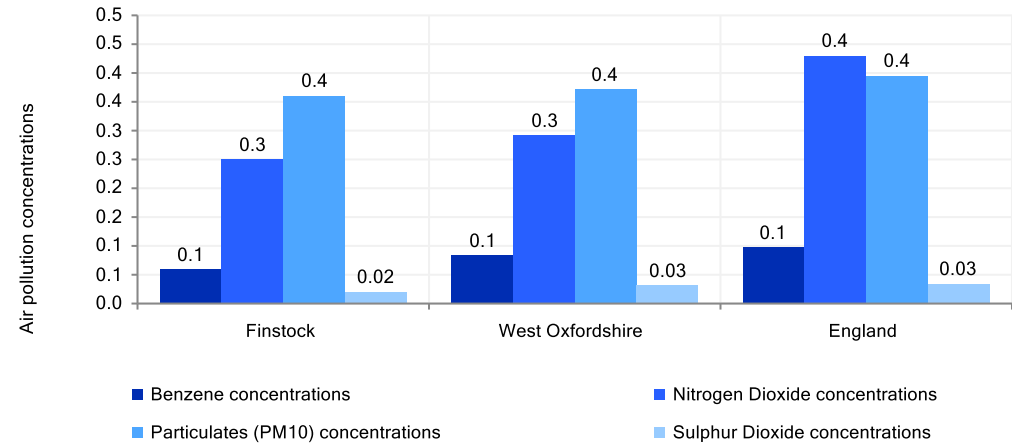 0.5
0.5
0.4
0.4
0.3
0.3
0.2
0.2
0.1
0.1
0.0
Air pollution concentrations
0.1
0.3
0.4
0.02
0.1
0.3
0.4
0.03
0.1
0.4
0.4
0.03
Finstock
West Oxfordshire
England
Benzene concentrations
Nitrogen Dioxide concentrations
Particulates (PM10) concentrations
Sulphur Dioxide concentrations